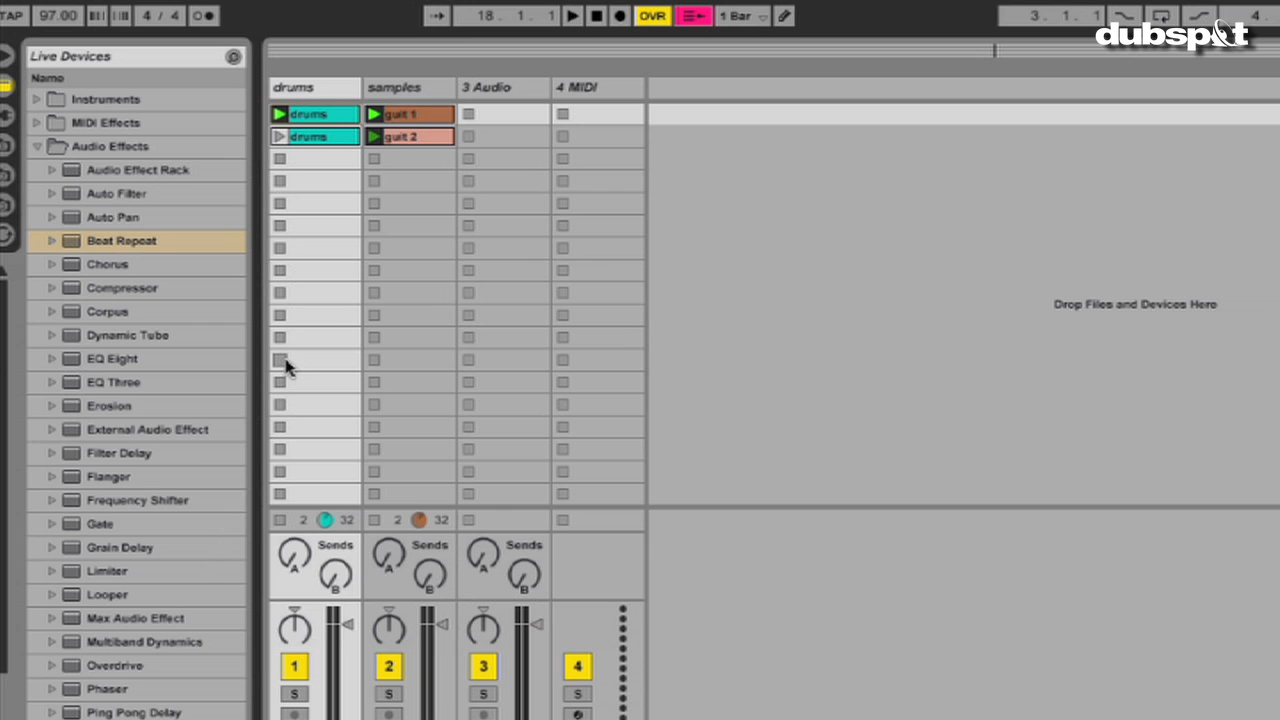 TAP 97.00 4 / 4 18. 1. 1 OVR 1 Bar 3. 1. 1 4.
dubspot
Live Devices
Name
Instruments
MIDI Effects
Audio Effects
Audio Effect Rack
Auto Filter
Auto Pan
Beat Repeat
Chorus
Compressor
Corpus
Dynamic Tube
EQ Eight
EQ Three
Erosion
External Audio Effect
Filter Delay
Flanger
Frequency Shifter
Gate
Grain Delay
Limiter
Looper
Max Audio Effect
Multiband Dynamics
Overdrive
Phaser
Ping Pong Delay
drums samples 3 Audio 4 MIDI
drums guit 1
drums guit 2
Drop Files and Devices Here
2 32 2 32
Sends Sends Sends
A A A
B B B
1 2 3 4
S S S S